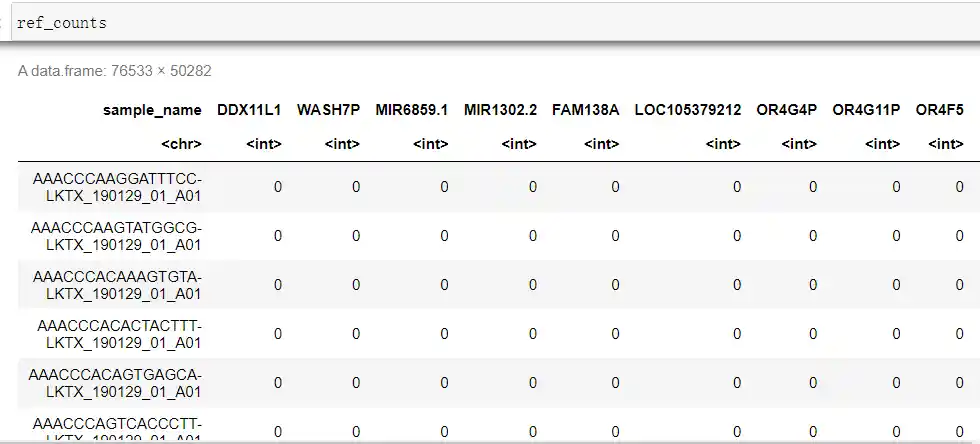 ref_counts
A data.frame: 76533 × 50282
sample_name DDX11L1 WASH7P MIR6859.1 MIR1302.2 FAM138A LOC105379212 OR4G4P OR4G11P OR4F5
<chr> <int> <int> <int> <int> <int> <int> <int> <int> <int>
AAACCCAAGGATTTCC-
LKTX_190129_01_A01 0 0 0 0 0 0 0 0 0
AAACCCAAGTATGGCG-
LKTX_190129_01_A01 0 0 0 0 0 0 0 0 0
AAACCCACAAAGTGTA-
LKTX_190129_01_A01 0 0 0 0 0 0 0 0 0
AAACCCACACTACTTT-
LKTX_190129_01_A01 0 0 0 0 0 0 0 0 0
AAACCCACAGTGAGCA-
LKTX_190129_01_A01 0 0 0 0 0 0 0 0 0
AAACCCAGTCACCCTT-
LKTX_190129_01_A01 0 0 0 0 0 0 0 0 0